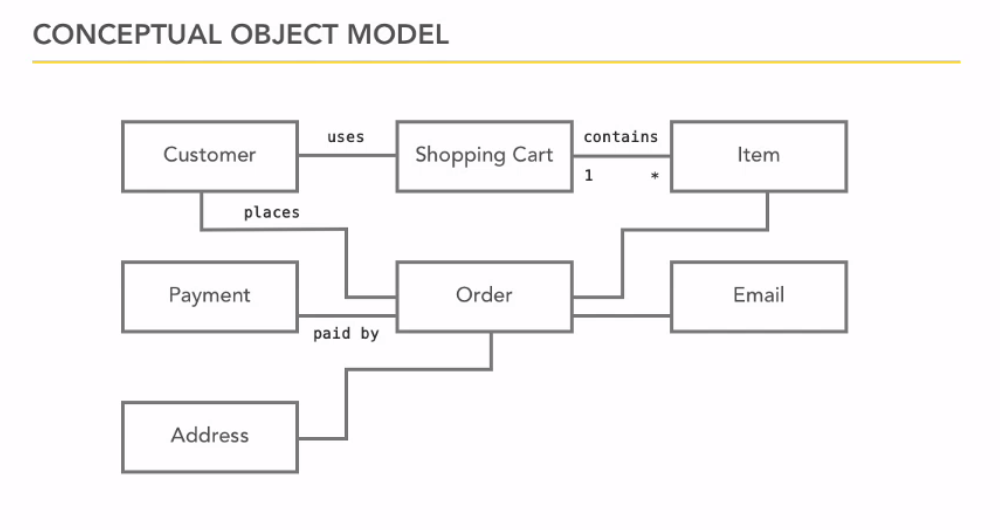 CONCEPTUAL OBJECT MODEL
Customer
uses
Shopping Cart
contains
1
*
Item
places
Payment
paid by
Order
Email
Address